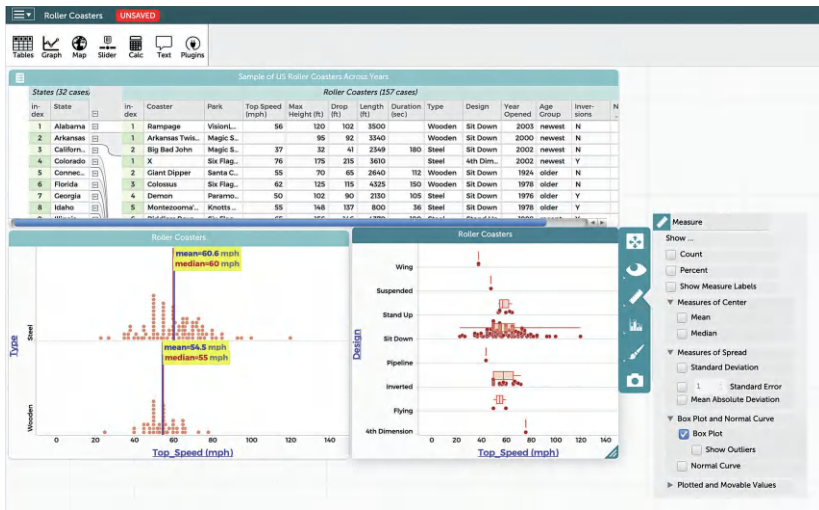 Roller Coasters UNSAVED
Tables Graph Map Slider Calc Text Plugins
Sample of US Roller Coasters Across Years
States (32 cases) Roller Coasters (157 cases)
in-dex State in-dex Coaster Park Top Speed (mph) Max Height (ft) Drop (ft) Length (ft) Duration (sec) Type Design Year Opened Age Group Inver-sions N
1 Alabama 1 Rampage VisionL... 56 120 102 3500 Wooden Sit Down 2003 newest N
2 Arkansas 1 Arkansas Twis... Magic S... 95 92 3340 Wooden Sit Down 2000 newest N
3 Californ... 2 Big Bad John Magic S... 37 32 41 2349 180 Steel Sit Down 2002 newest N
4 Colorado 1 X Six Flag... 76 175 215 3610 Steel 4th Dim... 2002 newest Y
5 Connec... 2 Giant Dipper Santa C... 55 70 65 2640 112 Wooden Sit Down 1924 older N
6 Florida 3 Colossus Six Flag... 62 125 115 4325 150 Wooden Sit Down 1978 older N
7 Georgia 4 Demon Paramo... 50 102 90 2130 105 Steel Sit Down 1976 older Y
8 Idaho 5 Montezooma'... Knotts ... 55 148 137 800 36 Steel Sit Down 1978 older Y
Roller Coasters
mean=60.6 mph
median=60 mph
Steel
mean=54.5 mph
median=55 mph
Type
Wooden
0 20 40 60 80 100 120 140
Top_Speed (mph)
Roller Coasters
Wing
Suspended
Stand Up
Design
Sit Down
Pipeline
Inverted
Flying
4th Dimension
0 20 40 60 80 100 120 140
Top_Speed (mph)
Measure
Show ...
Count
Percent
Show Measure Labels
Measures of Center
Mean
Median
Measures of Spread
Standard Deviation
1 Standard Error
Mean Absolute Deviation
Box Plot and Normal Curve
Box Plot
Show Outliers
Normal Curve
Plotted and Movable Values